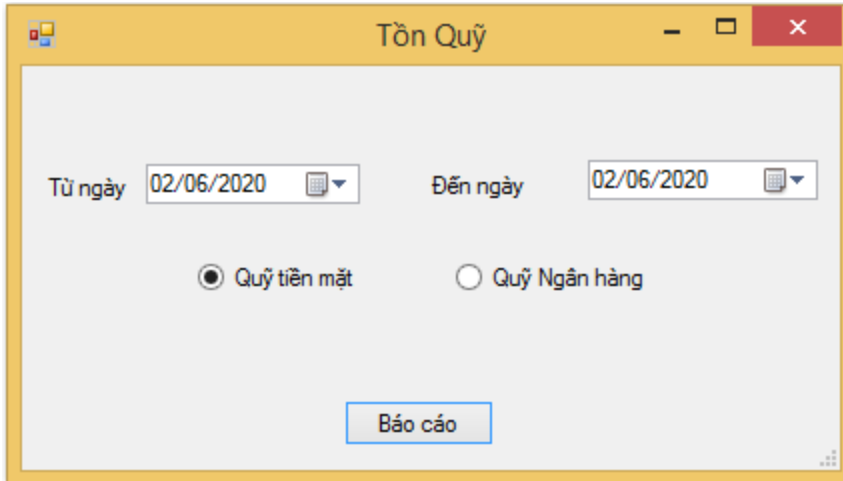 Tồn Quỹ
Từ ngày 02/06/2020 Đến ngày 02/06/2020
Quỹ tiền mặt Quỹ Ngân hàng
Báo cáo